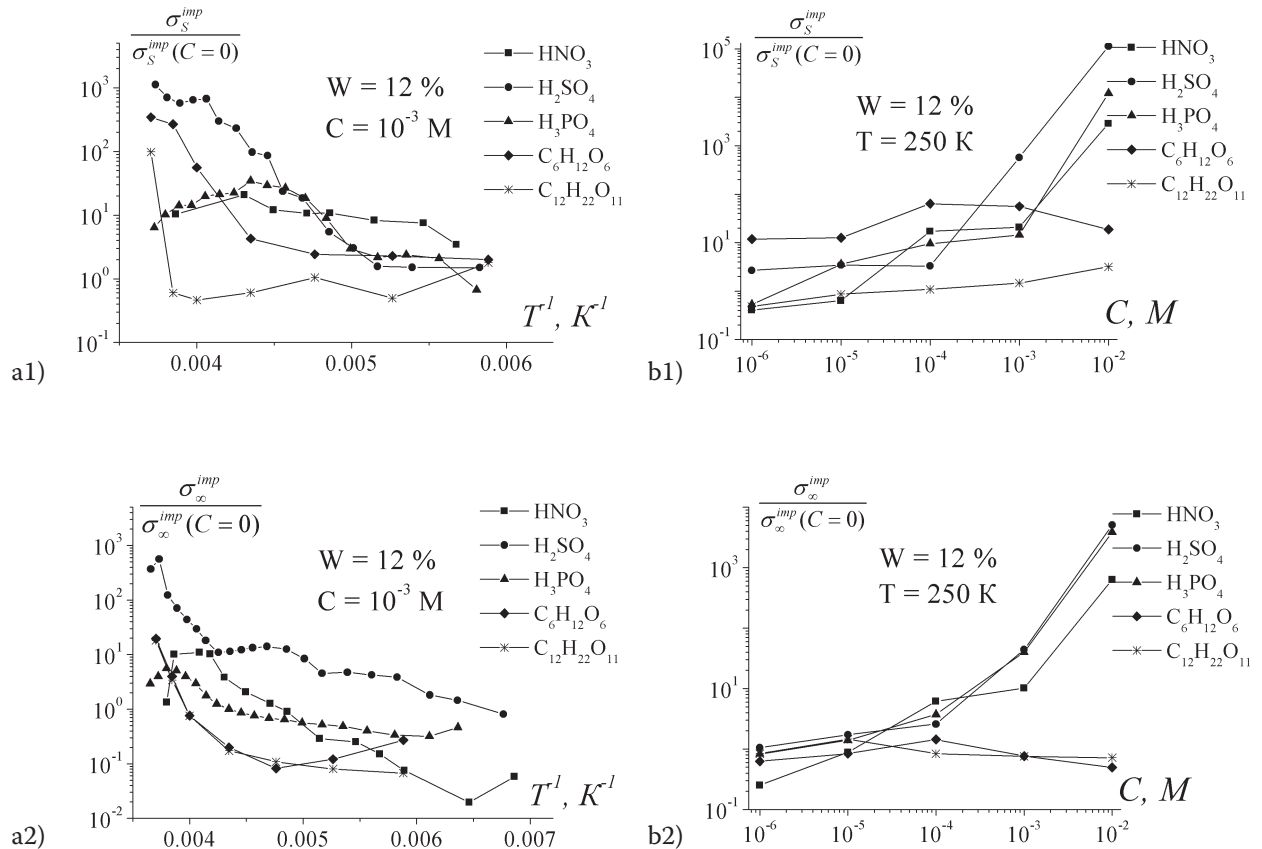 σ_S^imp
σ_S^imp (C = 0)
10^3
10^2
10^1
10^0
10^-1
0.004
0.005
0.006
W = 12 %
C = 10^-3 M
HNO3
H2SO4
H3PO4
C6H12O6
C12H22O11
T^-1, K^-1
a1)
σ_S^imp
σ_S^imp (C = 0)
10^5
10^3
10^1
10^-1
10^-6
10^-5
10^-4
10^-3
10^-2
W = 12 %
T = 250 K
HNO3
H2SO4
H3PO4
C6H12O6
C12H22O11
C, M
b1)
σ_∞^imp
σ_∞^imp (C = 0)
10^3
10^2
10^1
10^0
10^-1
10^-2
0.004
0.005
0.006
0.007
W = 12 %
C = 10^-3 M
HNO3
H2SO4
H3PO4
C6H12O6
C12H22O11
T^-1, K^-1
a2)
σ_∞^imp
σ_∞^imp (C = 0)
10^3
10^1
10^-1
10^-6
10^-5
10^-4
10^-3
10^-2
W = 12 %
T = 250 K
HNO3
H2SO4
H3PO4
C6H12O6
C12H22O11
C, M
b2)